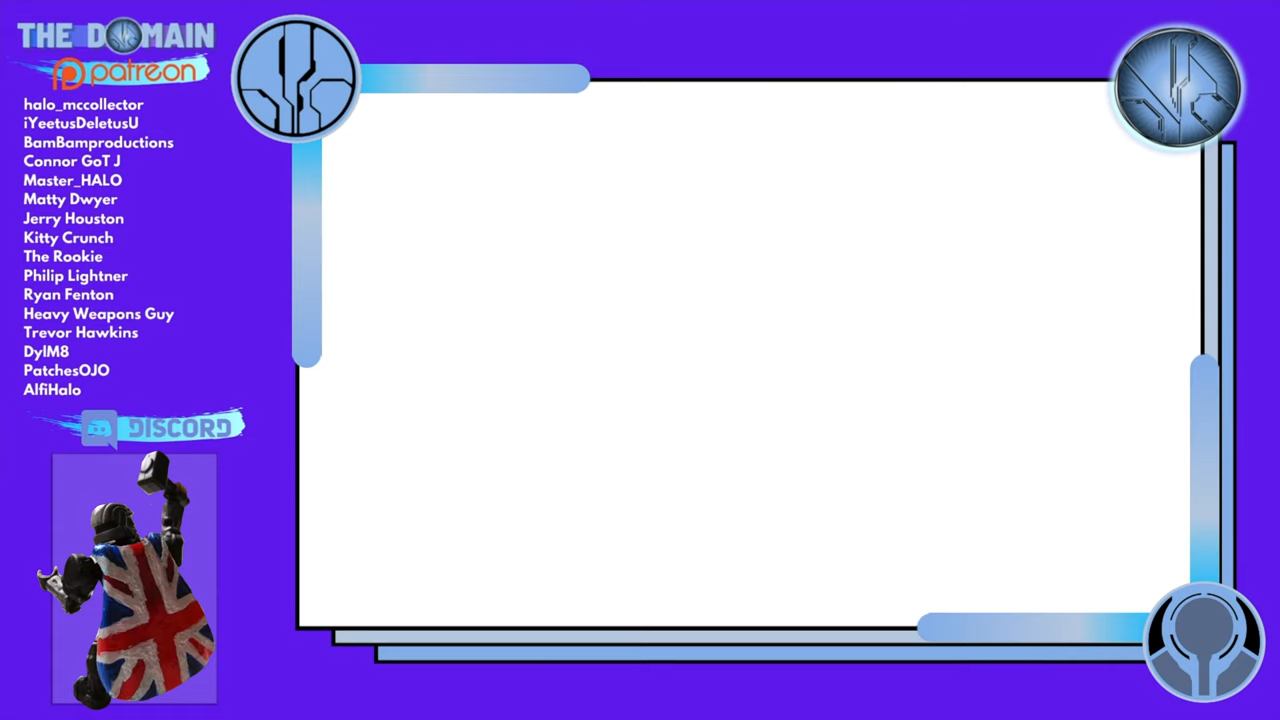 THE DOMAIN
patreon
halo_mccollector
iYeetusDeletusU
BamBamproductions
Connor GoT J
Master_HALO
Matty Dwyer
Jerry Houston
Kitty Crunch
The Rookie
Philip Lightner
Ryan Fenton
Heavy Weapons Guy
Trevor Hawkins
DylM8
PatchesOJO
AlfiHalo
DISCORD